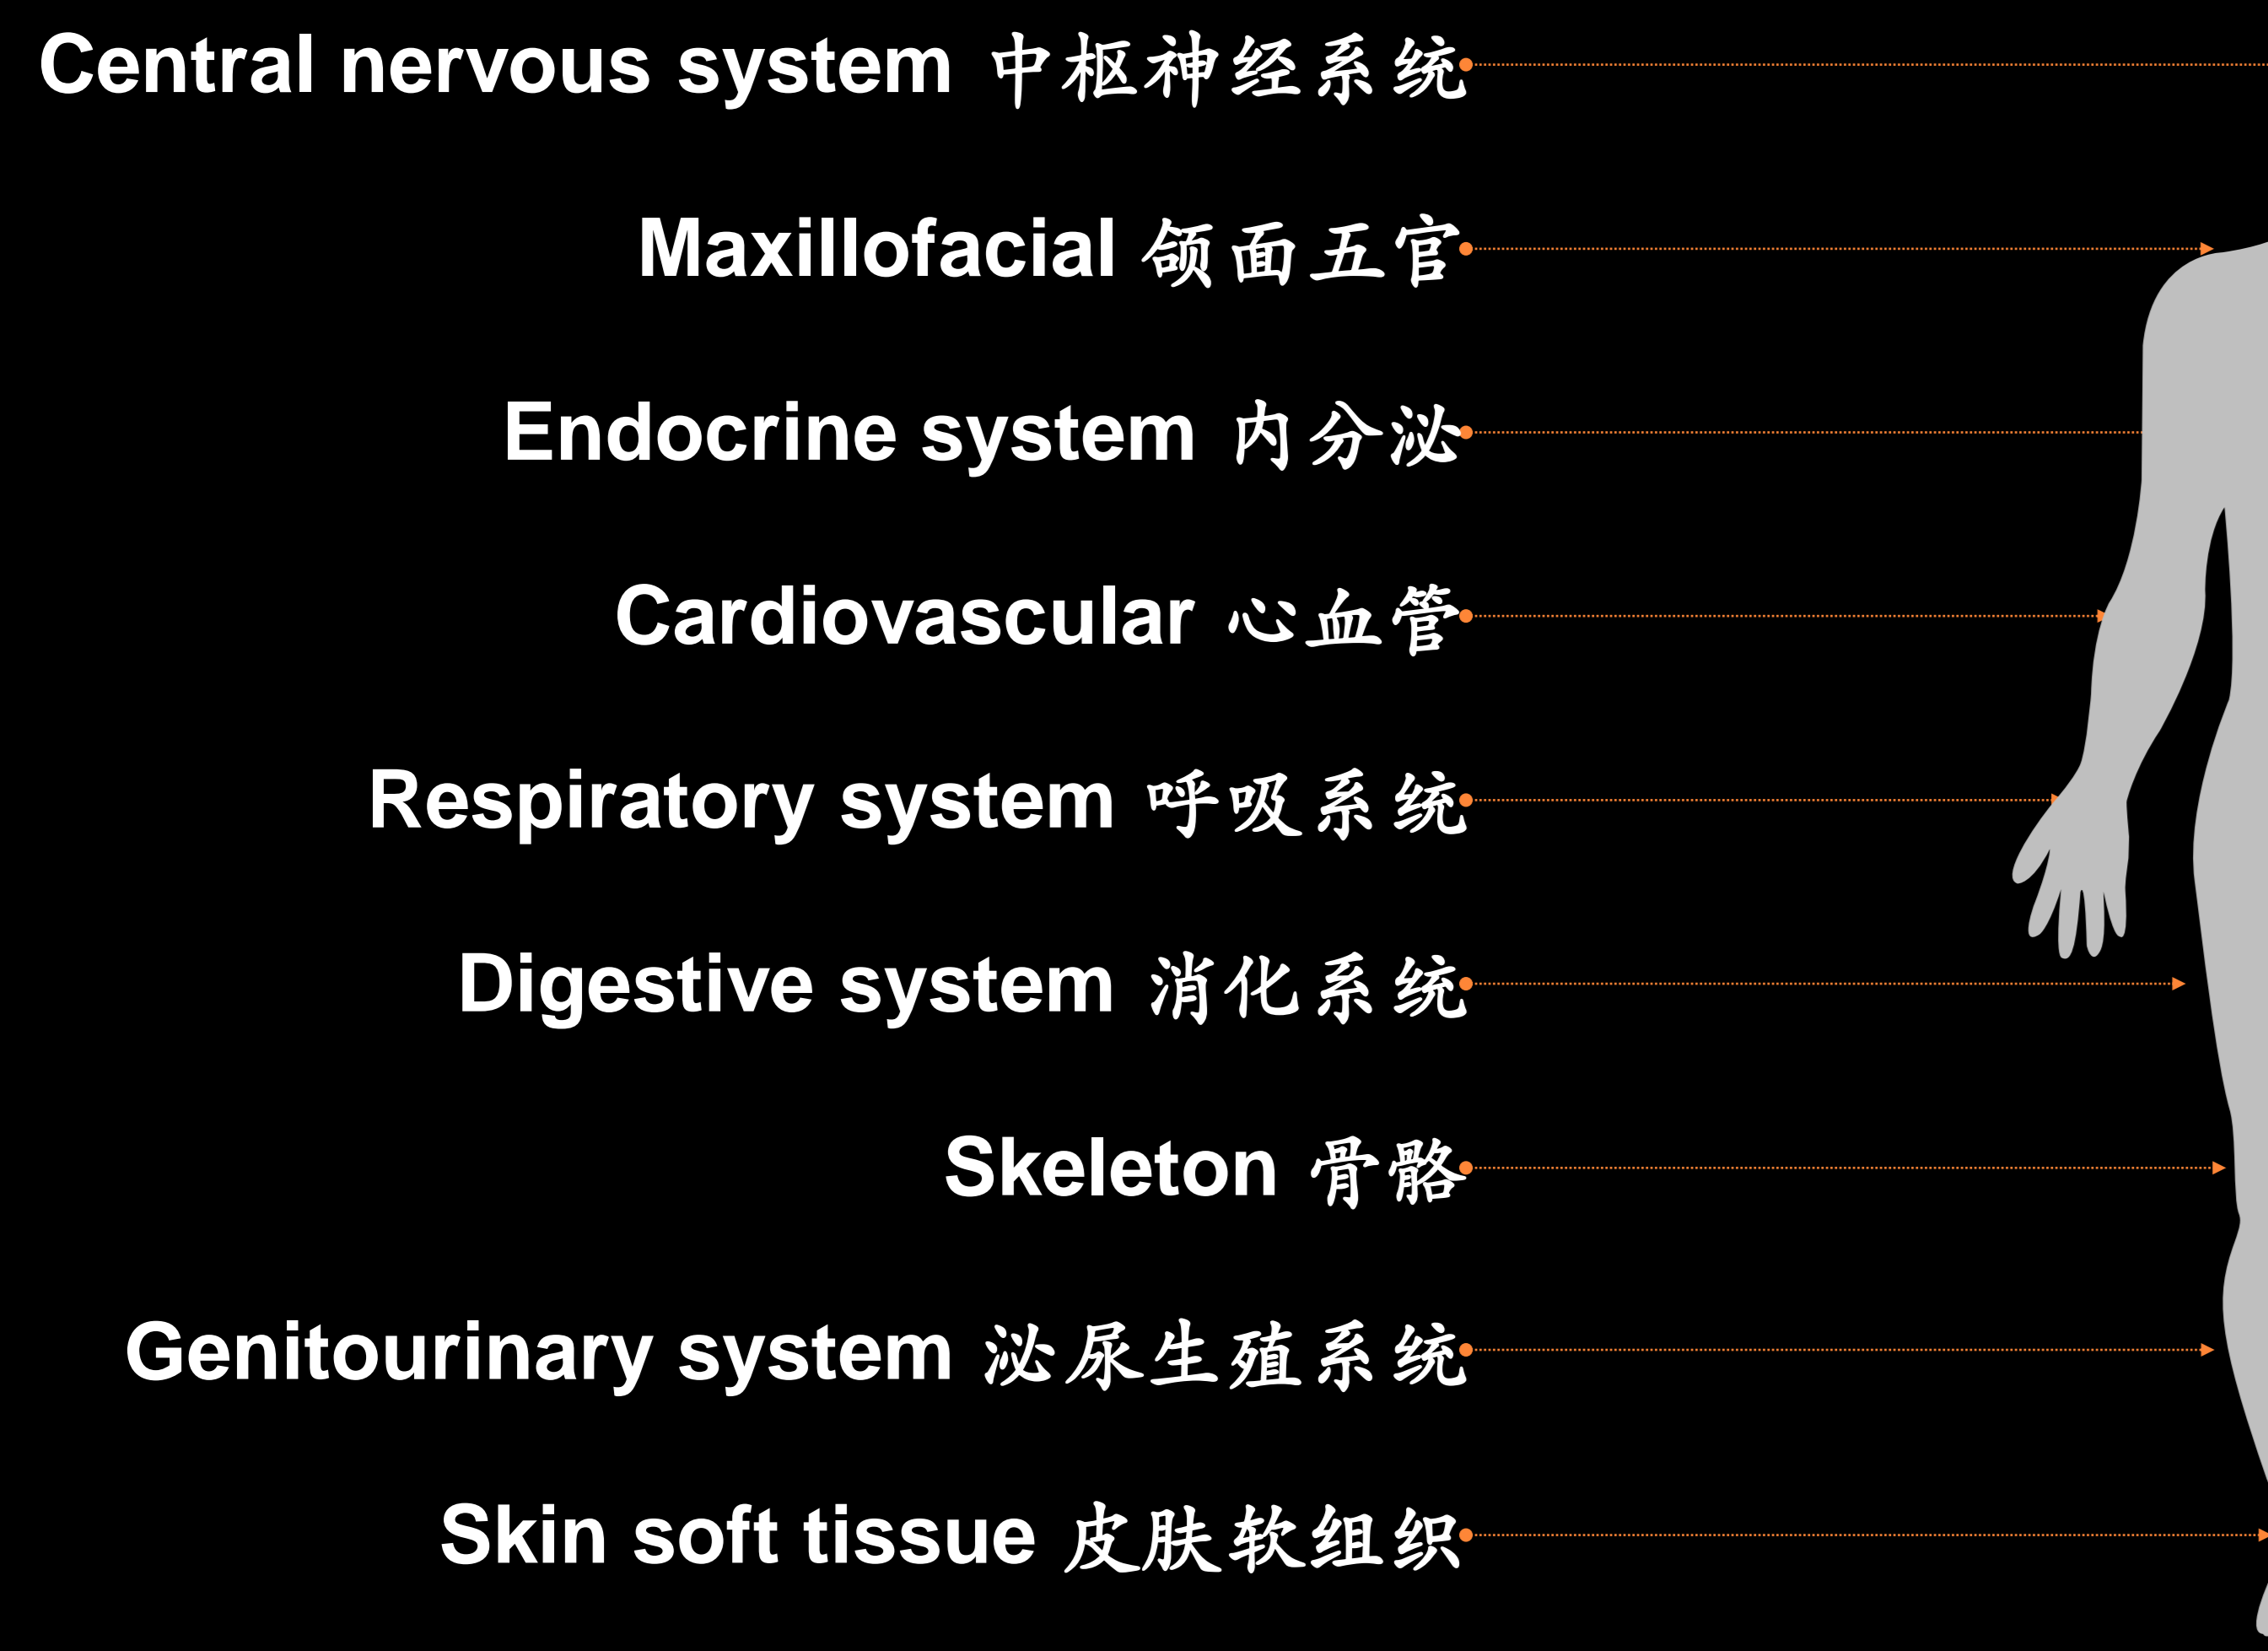 Central nervous system 中枢神经系统
Maxillofacial 颌面五官
Endocrine system 内分泌
Cardiovascular 心血管
Respiratory system 呼吸系统
Digestive system 消化系统
Skeleton 骨骼
Genitourinary system 泌尿生殖系统
Skin soft tissue 皮肤软组织